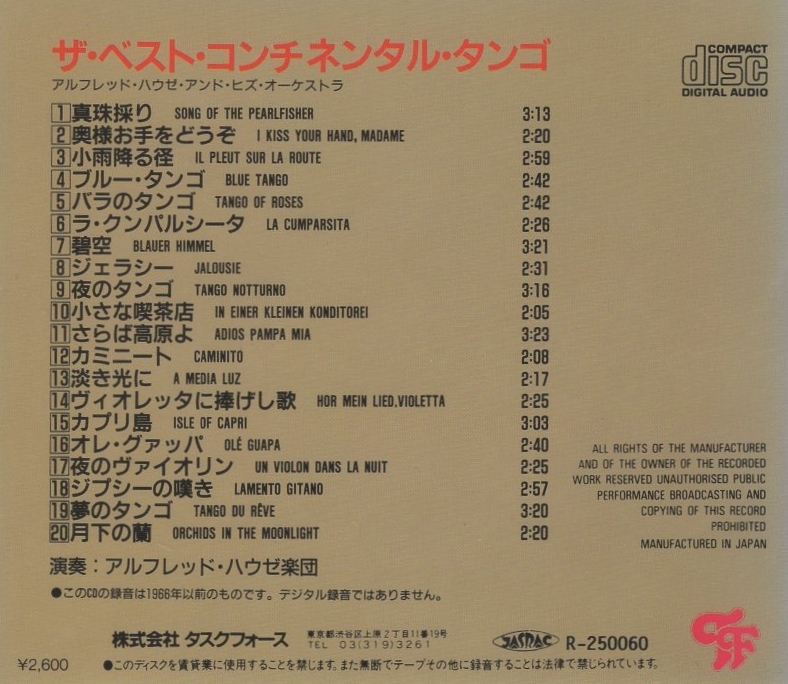 ザ・ベスト・コンチネンタル・タンゴ
アルフレッド・ハウゼ・アンド・ヒズ・オーケストラ
COMPACT
disc
DIGITAL AUDIO
1 真珠採り SONG OF THE PEARLFISHER 3:13
2 奥様お手をどうぞ I KISS YOUR HAND, MADAME 2:20
3 小雨降る径 IL PLEUT SUR LA ROUTE 2:59
4 ブルー・タンゴ BLUE TANGO 2:42
5 バラのタンゴ TANGO OF ROSES 2:42
6 ラ・クンパルシータ LA CUMPARSITA 2:26
7 碧空 BLAUER HIMMEL 3:21
8 ジェラシー JALOUSIE 2:31
9 夜のタンゴ TANGO NOTTURNO 3:16
10 小さな喫茶店 IN EINER KLEINEN KONDITOREI 2:05
11 さらば高原よ ADIOS PAMPA MIA 3:23
12 カミニート CAMINITO 2:08
13 淡き光に A MEDIA LUZ 2:17
14 ヴィオレッタに捧げし歌 HOR MEIN LIED,VIOLETTA 2:25
15 カプリ島 ISLE OF CAPRI 3:03
16 オレ・グァッパ OLÉ GUAPA 2:40
17 夜のヴァイオリン UN VIOLON DANS LA NUIT 2:25
18 ジプシーの嘆き LAMENTO GITANO 2:57
19 夢のタンゴ TANGO DU RÊVE 3:20
20 月下の蘭 ORCHIDS IN THE MOONLIGHT 2:20
ALL RIGHTS OF THE MANUFACTURER
AND OF THE OWNER OF THE RECORDED
WORK RESERVED UNAUTHORISED PUBLIC
PERFORMANCE BROADCASTING AND
COPYING OF THIS RECORD
PROHIBITED
MANUFACTURED IN JAPAN
演奏：アルフレッド・ハウゼ楽団
●このCDの録音は1966年以前のものです。デジタル録音ではありません。
株式会社 タスクフォース
東京都渋谷区上原2丁目11番19号
TEL 03(319)3261
JASRAC R-250060
¥2,600
●このディスクを賃貸業に使用することを禁じます。また無断でテープその他に録音することは法律で禁じられています。